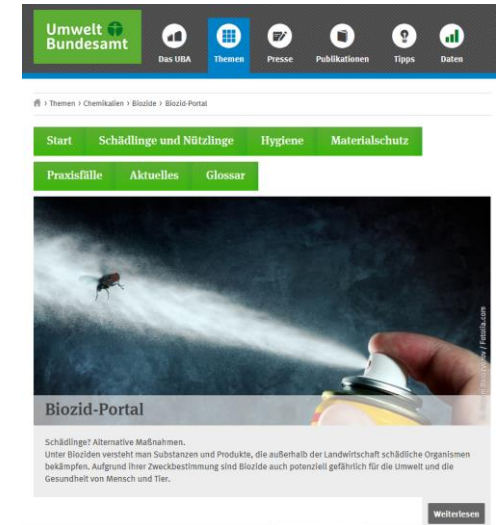 Umwelt
Bundesamt
Das UBA
Themen
Presse
Publikationen
Tipps
Daten
› Themen › Chemikalien › Biozide › Biozid-Portal
Start Schädlinge und Nützlinge Hygiene Materialschutz
Praxisfälle Aktuelles Glossar
/ Fotolia.com
Biozid-Portal
Schädlinge? Alternative Maßnahmen.
Unter Bioziden versteht man Substanzen und Produkte, die außerhalb der Landwirtschaft schädliche Organismen
bekämpfen. Aufgrund ihrer Zweckbestimmung sind Biozide auch potenziell gefährlich für die Umwelt und die
Gesundheit von Mensch und Tier.
Weiterlesen